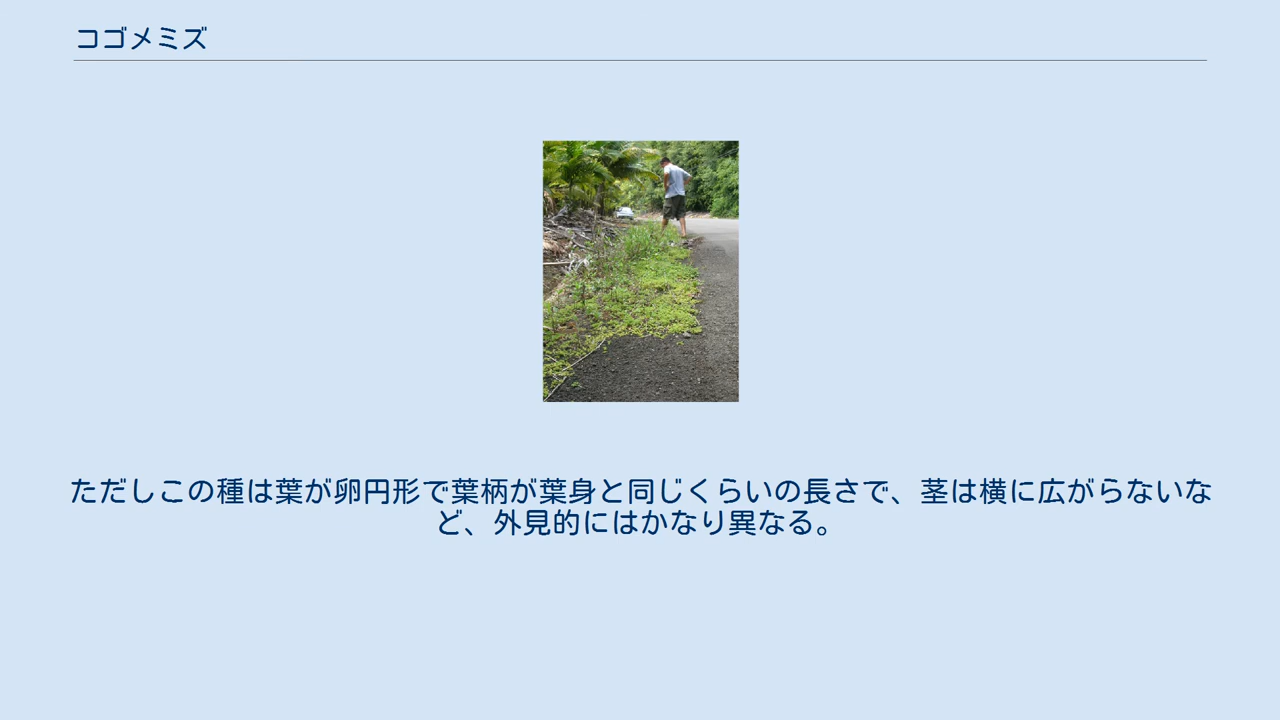 コゴメミズ
ただしこの種は葉が卵円形で葉柄が葉身と同じくらいの長さで、茎は横に広がらないな
ど、外見的にはかなり異なる。